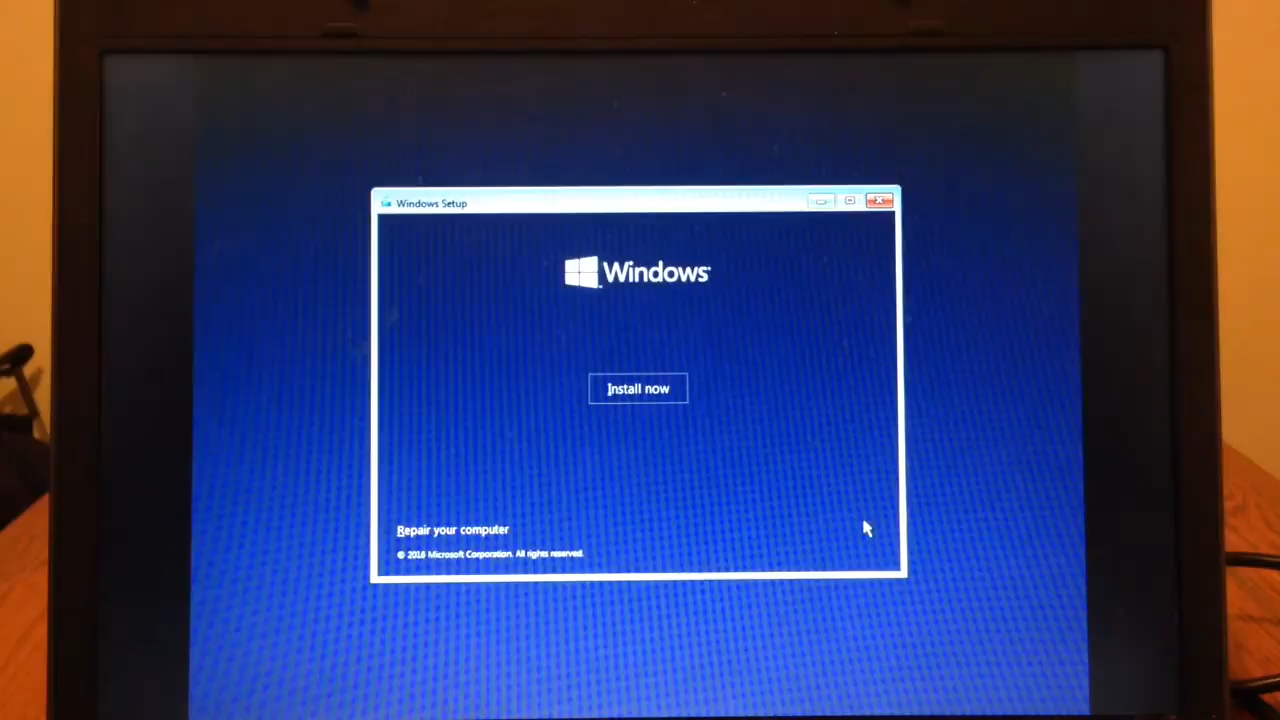 Windows Setup
Windows
Install now
Repair your computer
© 2016 Microsoft Corporation. All rights reserved.